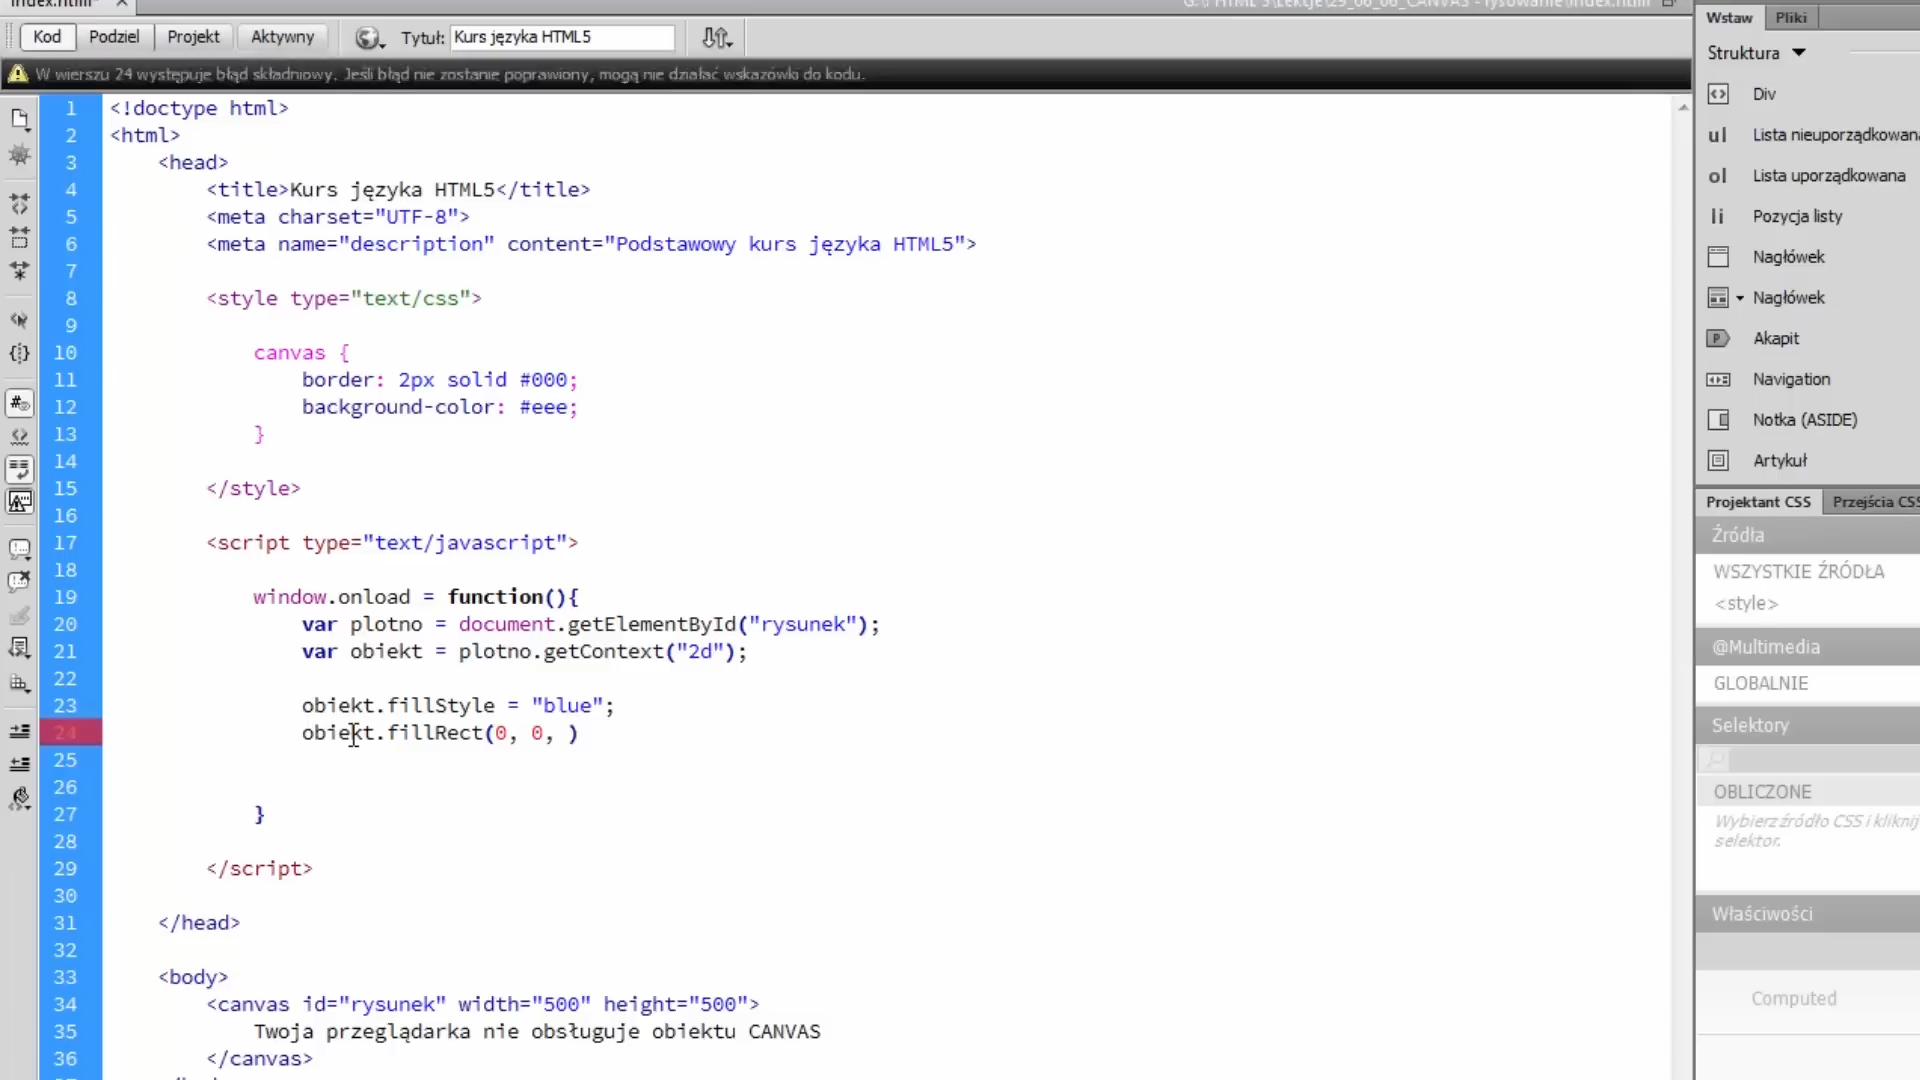 index.html*
Kod Podziel Projekt Aktywny Tytuł: Kurs języka HTML5
W wierszu 24 występuje błąd składniowy. Jeśli błąd nie zostanie poprawiony, mogą nie działać wskazówki do kodu.
1 <!doctype html>
2 <html>
3 <head>
4 <title>Kurs języka HTML5</title>
5 <meta charset="UTF-8">
6 <meta name="description" content="Podstawowy kurs języka HTML5">
7
8 <style type="text/css">
9
10 canvas {
11 border: 2px solid #000;
12 background-color: #eee;
13 }
14
15 </style>
16
17 <script type="text/javascript">
18
19 window.onload = function(){
20 var plotno = document.getElementById("rysunek");
21 var obiekt = plotno.getContext("2d");
22
23 obiekt.fillStyle = "blue";
24 obiekt.fillRect(0, 0, )
25
26
27 }
28
29 </script>
30
31 </head>
32
33 <body>
34 <canvas id="rysunek" width="500" height="500">
35 Twoja przeglądarka nie obsługuje obiektu CANVAS
36 </canvas>
Wstaw Pliki
Struktura
Div
ul Lista nieuporządkowana
ol Lista uporządkowana
li Pozycja listy
Nagłówek
Nagłówek
Akapit
Navigation
Notka (ASIDE)
Artykuł
Projektant CSS Przejścia CSS
Źródła
WSZYSTKIE ŹRÓDŁA
<style>
@Multimedia
GLOBALNIE
Selektory
OBLICZONE
Wybierz źródło CSS i kliknij
selektor.
Właściwości
Computed